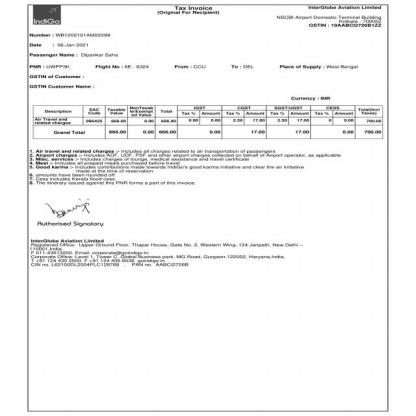 Tax Invoice
(Original For Recipient)
InterGlobe Aviation Limited
NSCBI Airport Domestic Terminal Building
Kolkata - 700052
GSTIN : 19AABCI2726B1ZZ
IndiGo
Number : WB1202101AM2229M
Date : 06-Jan-2021
Passenger Name : Dipankar Saha
PNR : UWPP3K Flight No : 6E - 6324 From : CCU To : DEL Place of Supply : West Bengal
GSTIN of Customer :
GSTIN Customer Name :
Currency : INR
Description SAC Code Taxable Value NonTaxable/Exempted Value Total IGST CGST SGST/UGST CESS Total(Incl Taxes)
Tax % Amount Tax % Amount Tax % Amount Tax % Amount
Air Travel and related charges 996425 666.00 0.00 666.00 0.00 0.00 2.50 17.00 2.50 17.00 0 0.00 700.00
Grand Total 666.00 0.00 666.00 0.00 17.00 17.00 0.00 700.00
1. Air travel and related charges :- Includes all charges related to air transportation of passengers
2. Airport charges :- Includes ADF, UDF, PSF and other airport charges collected on behalf of Airport operator, as applicable
3. Misc. services :- Includes charges of lounge, medical assistance and travel certificate
4. Meal :- Includes all prepaid meals purchased before travel
5. Good karma :- Includes contributions made towards IndiGo's good karma initiative and clear the air initiative
made at the time of reservation
6. amounts have been rounded off.
7. Cess includes Kerala flood cess.
8. The itinerary issued against this PNR forms a part of this invoice.
Authorised Signatory
InterGlobe Aviation Limited
Registered Office: Upper Ground Floor, Thapar House, Gate No. 2, Western Wing, 124 Janpath, New Delhi –
110001,India.
F 011-43513200. Email: corporate@goindigo.in
Corporate Office: Level 1, Tower C, Global Business park, MG Road, Gurgaon-122002, Haryana,India.
T +91 124 435 2500. F +91 124 406 8536 goindigo.in
CIN no. L62100DL2004PLC129768 , PAN no. AABCI2726B